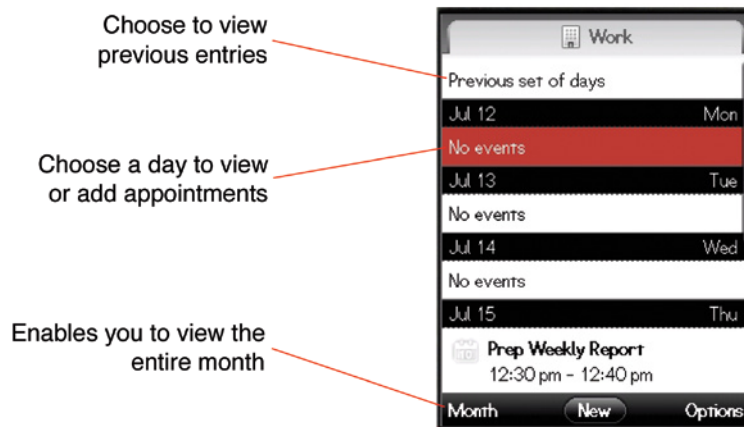 Choose to view
previous entries
Choose a day to view
or add appointments
Enables you to view the
entire month
Work
Previous set of days
Jul 12 Mon
No events
Jul 13 Tue
No events
Jul 14 Wed
No events
Jul 15 Thu
Prep Weekly Report
12:30 pm - 12:40 pm
Month New Options